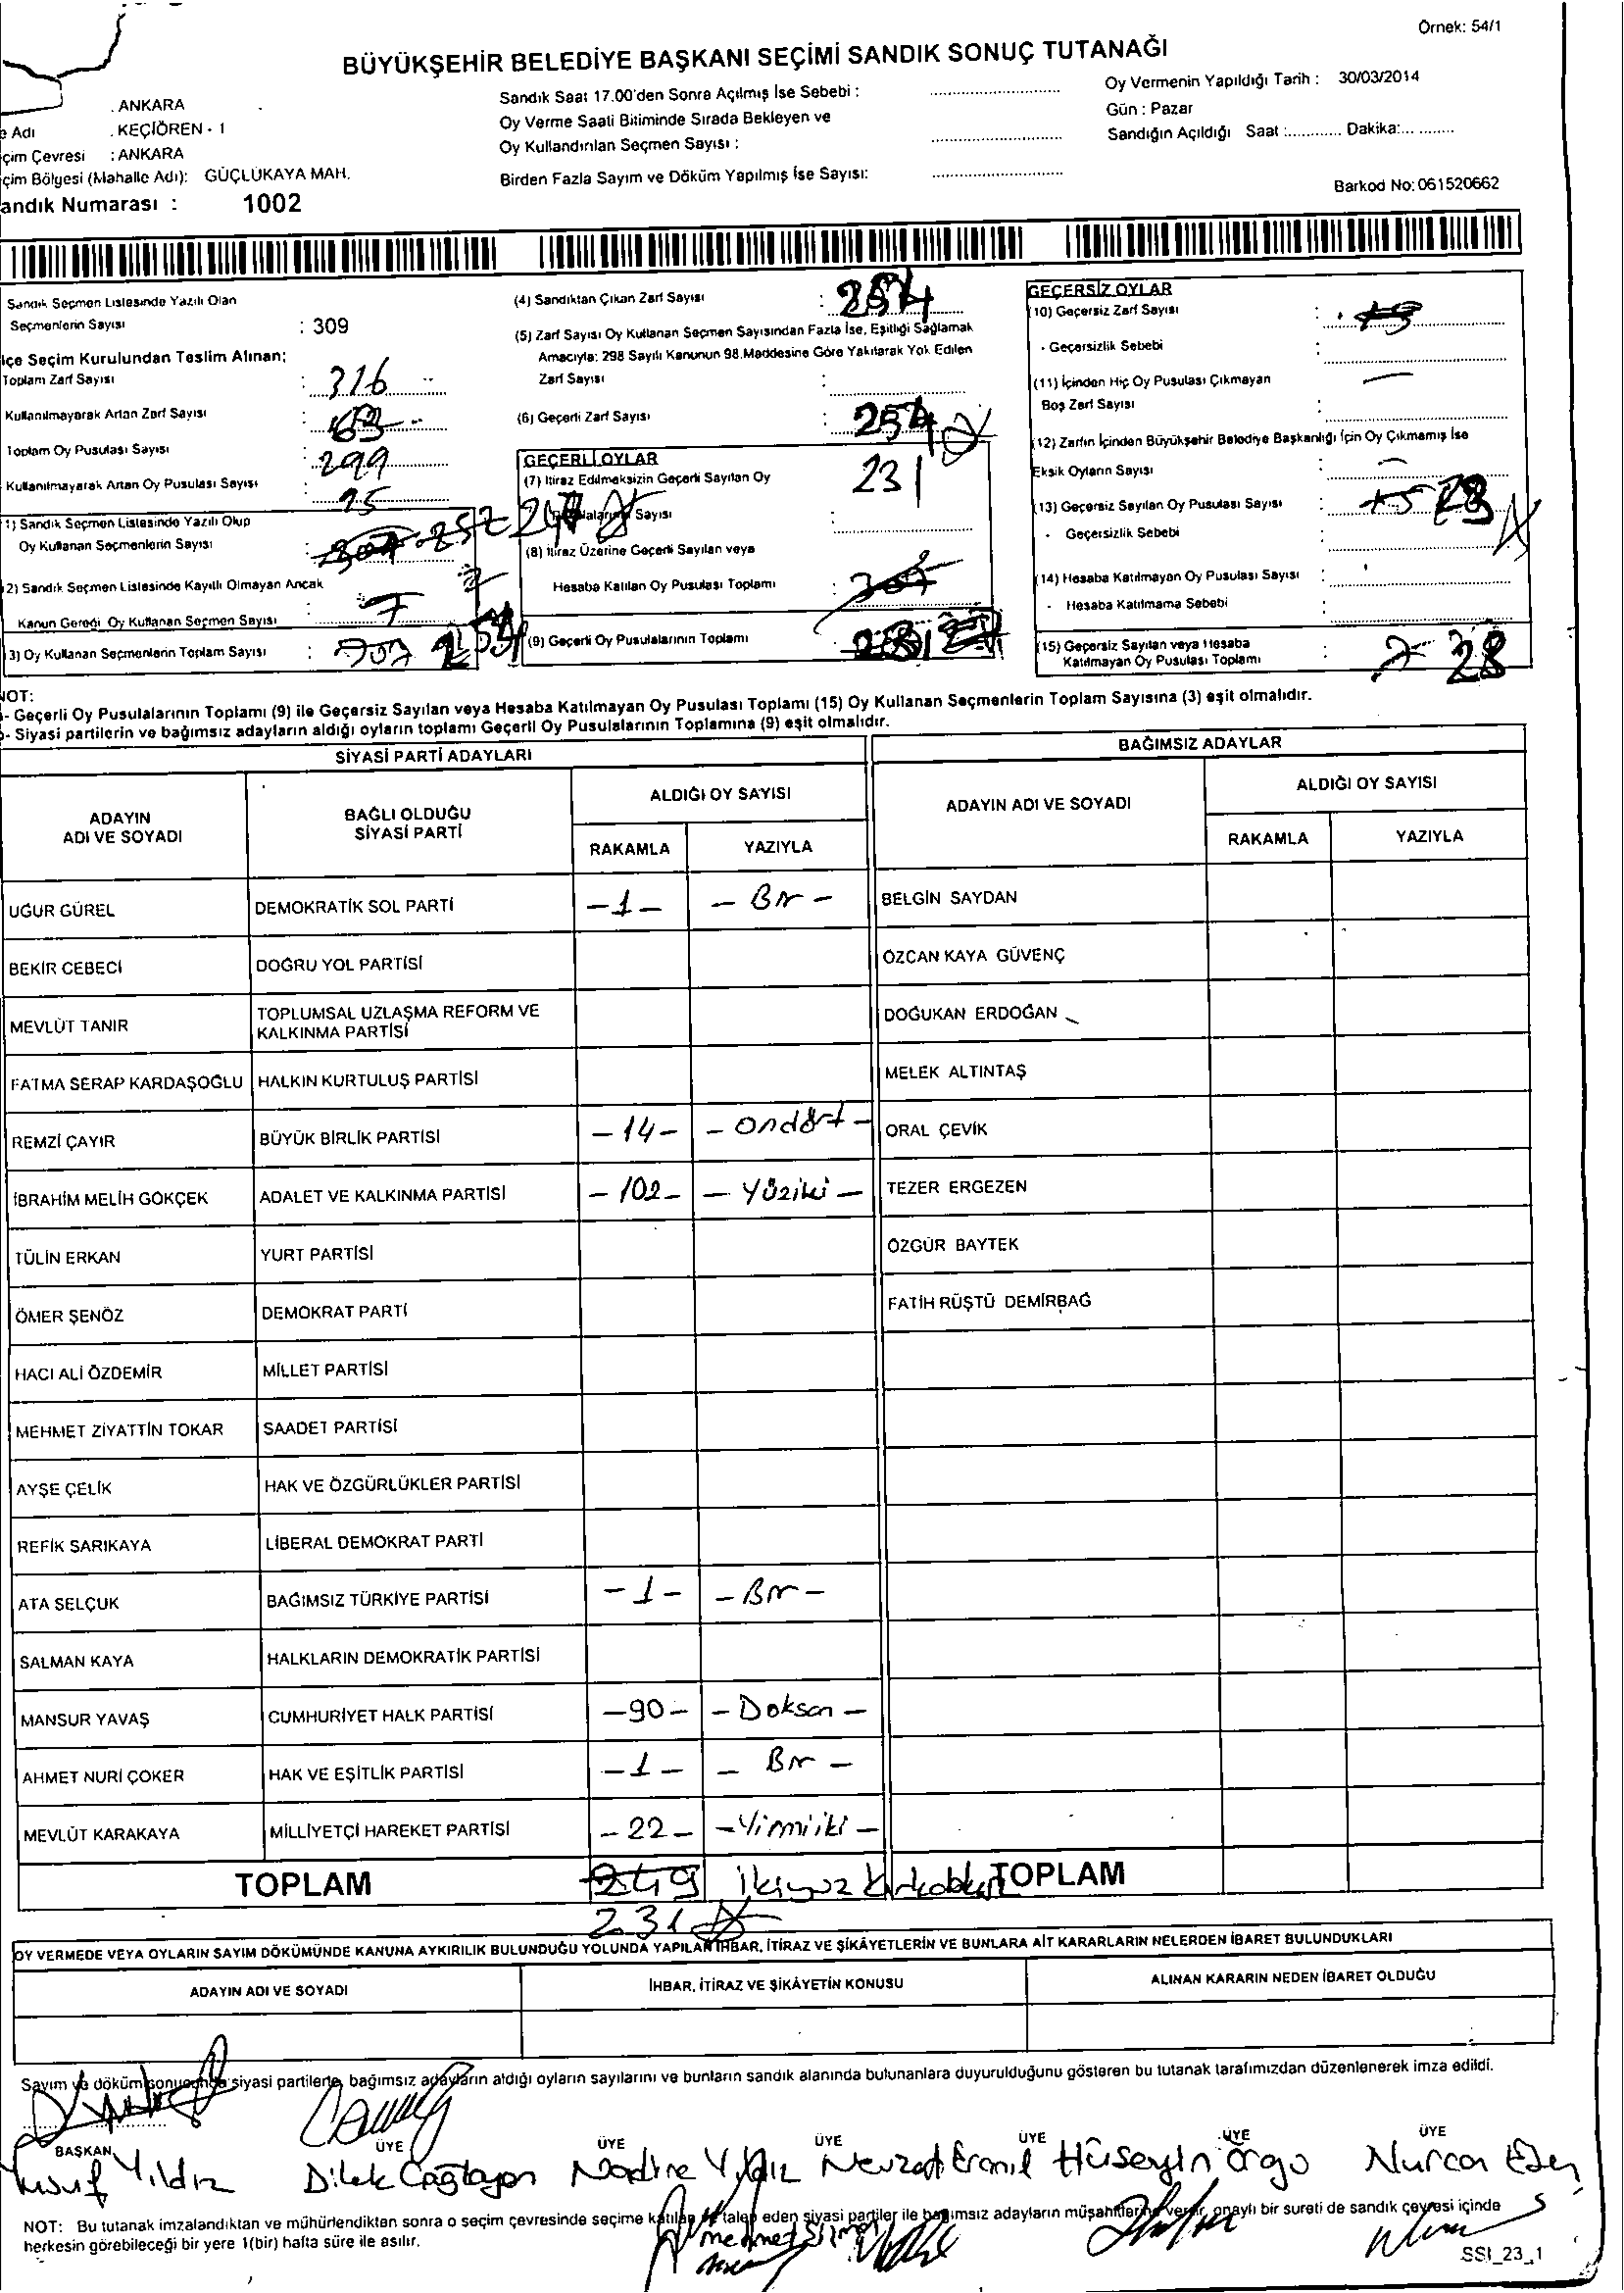 Örnek: 54/1
BÜYÜKŞEHİR BELEDİYE BAŞKANI SEÇİMİ SANDIK SONUÇ TUTANAĞI
: ANKARA
Adı : KEÇİÖREN - 1
çim Çevresi : ANKARA
çim Bölgesi (Mahalle Adı): GÜÇLÜKAYA MAH.
andık Numarası : 1002
Sandık Saat 17.00'den Sonra Açılmış İse Sebebi :
Oy Verme Saati Bitiminde Sırada Bekleyen ve
Oy Kullandırılan Seçmen Sayısı :
Birden Fazla Sayım ve Döküm Yapılmış İse Sayısı:
Oy Vermenin Yapıldığı Tarih : 30/03/2014
Gün : Pazar
Sandığın Açıldığı Saat :............ Dakika:............
Barkod No: 061520662
Sandık Seçmen Listesinde Yazılı Olan
Seçmenlerin Sayısı : 309
lçe Seçim Kurulundan Teslim Alınan;
Toplam Zarf Sayısı : 316
Kullanılmayarak Artan Zarf Sayısı : 63
Toplam Oy Pusulası Sayısı : 299
Kullanılmayarak Artan Oy Pusulası Sayısı :
1) Sandık Seçmen Listesinde Yazılı Olup
Oy Kullanan Seçmenlerin Sayısı:
2) Sandık Seçmen Listesinde Kayıtlı Olmayan Ancak
Kanun Gereği Oy Kullanan Seçmen Sayısı : 7
3) Oy Kullanan Seçmenlerin Toplam Sayısı :
(4) Sandıktan Çıkan Zarf Sayısı : 254
(5) Zarf Sayısı Oy Kullanan Seçmen Sayısından Fazla İse, Eşitliği Sağlamak
Amacıyla; 298 Sayılı Kanunun 98.Maddesine Göre Yakılarak Yok Edilen
Zarf Sayısı :
(6) Geçerli Zarf Sayısı : 254
GEÇERLİ OYLAR
(7) İtiraz Edilmeksizin Geçerli Sayılan Oy 231
Sayısı :
(8) İtiraz Üzerine Geçerli Sayılan veya
Hesaba Katılan Oy Pusulası Toplamı :
(9) Geçerli Oy Pusulalarının Toplamı :
GEÇERSİZ OYLAR
10) Geçersiz Zarf Sayısı :
- Geçersizlik Sebebi :
(11) İçinden Hiç Oy Pusulası Çıkmayan
Boş Zarf Sayısı :
(12) Zarfın İçinden Büyükşehir Belediye Başkanlığı İçin Oy Çıkmamış İse
Eksik Oyların Sayısı :
(13) Geçersiz Sayılan Oy Pusulası Sayısı :
- Geçersizlik Sebebi :
(14) Hesaba Katılmayan Oy Pusulası Sayısı :
- Hesaba Katılmama Sebebi :
(15) Geçersiz Sayılan veya Hesaba
Katılmayan Oy Pusulası Toplamı : 28
NOT:
- Geçerli Oy Pusulalarının Toplamı (9) ile Geçersiz Sayılan veya Hesaba Katılmayan Oy Pusulası Toplamı (15) Oy Kullanan Seçmenlerin Toplam Sayısına (3) eşit olmalıdır.
- Siyasi partilerin ve bağımsız adayların aldığı oyların toplamı Geçerli Oy Pusulalarının Toplamına (9) eşit olmalıdır.
SİYASİ PARTİ ADAYLARI
BAĞIMSIZ ADAYLAR
ADAYIN
ADI VE SOYADI
BAĞLI OLDUĞU
SİYASİ PARTİ
ALDIĞI OY SAYISI
RAKAMLA YAZIYLA
ADAYIN ADI VE SOYADI
ALDIĞI OY SAYISI
RAKAMLA YAZIYLA
UĞUR GÜREL DEMOKRATİK SOL PARTİ -1- - Bir - BELGİN SAYDAN
BEKİR CEBECİ DOĞRU YOL PARTİSİ ÖZCAN KAYA GÜVENÇ
MEVLÜT TANIR TOPLUMSAL UZLAŞMA REFORM VE
KALKINMA PARTİSİ DOĞUKAN ERDOĞAN
FATMA SERAP KARDAŞOĞLU HALKIN KURTULUŞ PARTİSİ MELEK ALTINTAŞ
REMZİ ÇAYIR BÜYÜK BİRLİK PARTİSİ -14- - ondört - ORAL ÇEVİK
İBRAHİM MELİH GÖKÇEK ADALET VE KALKINMA PARTİSİ -102- - Yüziki - TEZER ERGEZEN
TÜLİN ERKAN YURT PARTİSİ ÖZGÜR BAYTEK
ÖMER ŞENÖZ DEMOKRAT PARTİ FATİH RÜŞTÜ DEMİRBAĞ
HACI ALİ ÖZDEMİR MİLLET PARTİSİ
MEHMET ZİYATTİN TOKAR SAADET PARTİSİ
AYŞE ÇELİK HAK VE ÖZGÜRLÜKLER PARTİSİ
REFİK SARIKAYA LİBERAL DEMOKRAT PARTİ
ATA SELÇUK BAĞIMSIZ TÜRKİYE PARTİSİ -1- - Bir -
SALMAN KAYA HALKLARIN DEMOKRATİK PARTİSİ
MANSUR YAVAŞ CUMHURİYET HALK PARTİSİ -90- - Doksan -
AHMET NURİ ÇOKER HAK VE EŞİTLİK PARTİSİ -1- - Bir -
MEVLÜT KARAKAYA MİLLİYETÇİ HAREKET PARTİSİ -22- - Yirmiiki -
TOPLAM 249 ikiyüz TOPLAM
231
OY VERMEDE VEYA OYLARIN SAYIM DÖKÜMÜNDE KANUNA AYKIRILIK BULUNDUĞU YOLUNDA YAPILAN İHBAR, İTİRAZ VE ŞİKÂYETLERİN VE BUNLARA AİT KARARLARIN NELERDEN İBARET BULUNDUKLARI
ADAYIN ADI VE SOYADI İHBAR, İTİRAZ VE ŞİKÂYETİN KONUSU ALINAN KARARIN NEDEN İBARET OLDUĞU
Sayım ve döküm sonucunda siyasi partilerle, bağımsız adayların aldığı oyların sayılarını ve bunların sandık alanında bulunanlara duyurulduğunu gösteren bu tutanak tarafımızdan düzenlenerek imza edildi.
BAŞKAN ÜYE ÜYE ÜYE ÜYE ÜYE ÜYE
Yusuf Yıldız Dilek Çağlayan Nadire Yıldız Nevzat Hüseyin Nurcan
NOT: Bu tutanak imzalandıktan ve mühürlendikten sonra o seçim çevresinde seçime katılan talep eden siyasi partiler ile bağımsız adayların müşahitlerine verilir, onaylı bir sureti de sandık çevresi içinde
herkesin görebileceği bir yere 1(bir) hafta süre ile asılır.
mehmet
SSI_23_1